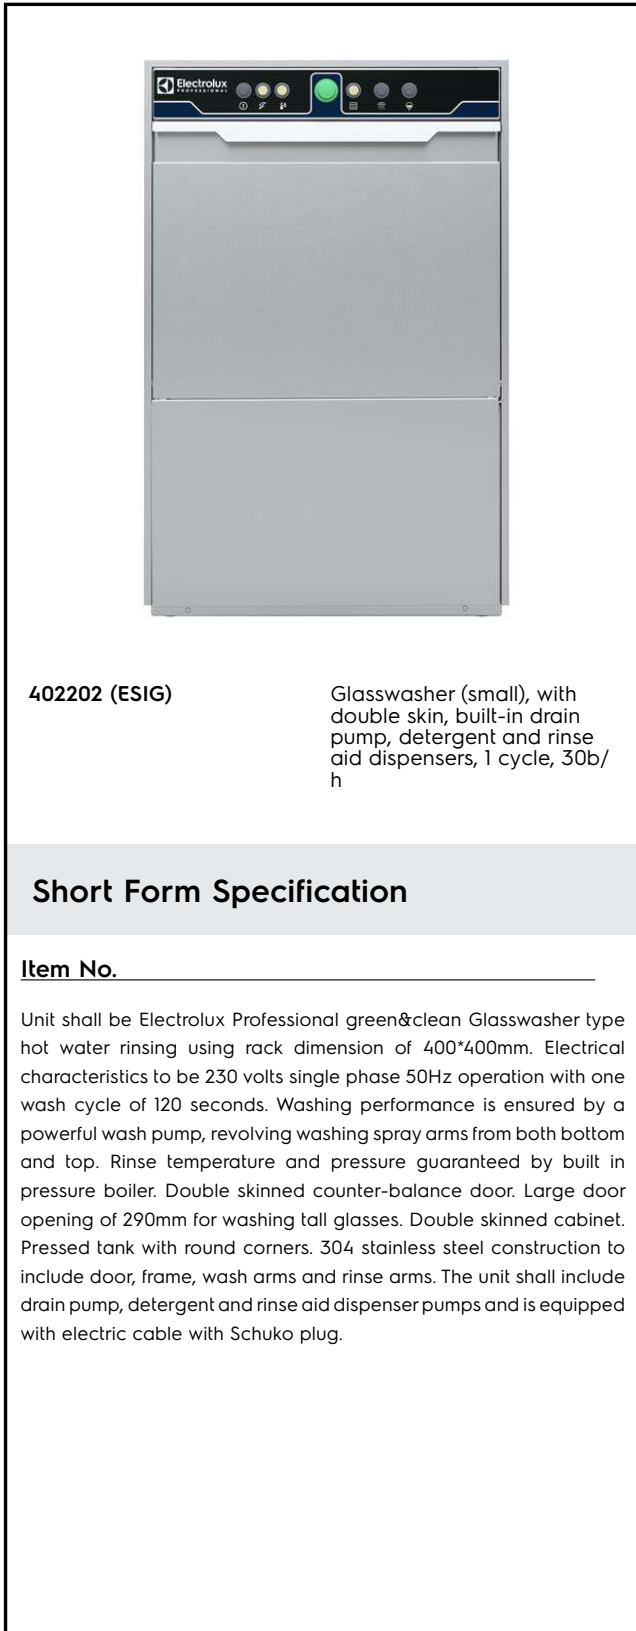 Electrolux
PROFESSIONAL
402202 (ESIG)
Glasswasher (small), with
double skin, built-in drain
pump, detergent and rinse
aid dispensers, 1 cycle, 30b/
h
Short Form Specification
Item No.
Unit shall be Electrolux Professional green&clean Glasswasher type
hot water rinsing using rack dimension of 400*400mm. Electrical
characteristics to be 230 volts single phase 50Hz operation with one
wash cycle of 120 seconds. Washing performance is ensured by a
powerful wash pump, revolving washing spray arms from both bottom
and top. Rinse temperature and pressure guaranteed by built in
pressure boiler. Double skinned counter-balance door. Large door
opening of 290mm for washing tall glasses. Double skinned cabinet.
Pressed tank with round corners. 304 stainless steel construction to
include door, frame, wash arms and rinse arms. The unit shall include
drain pump, detergent and rinse aid dispenser pumps and is equipped
with electric cable with Schuko plug.